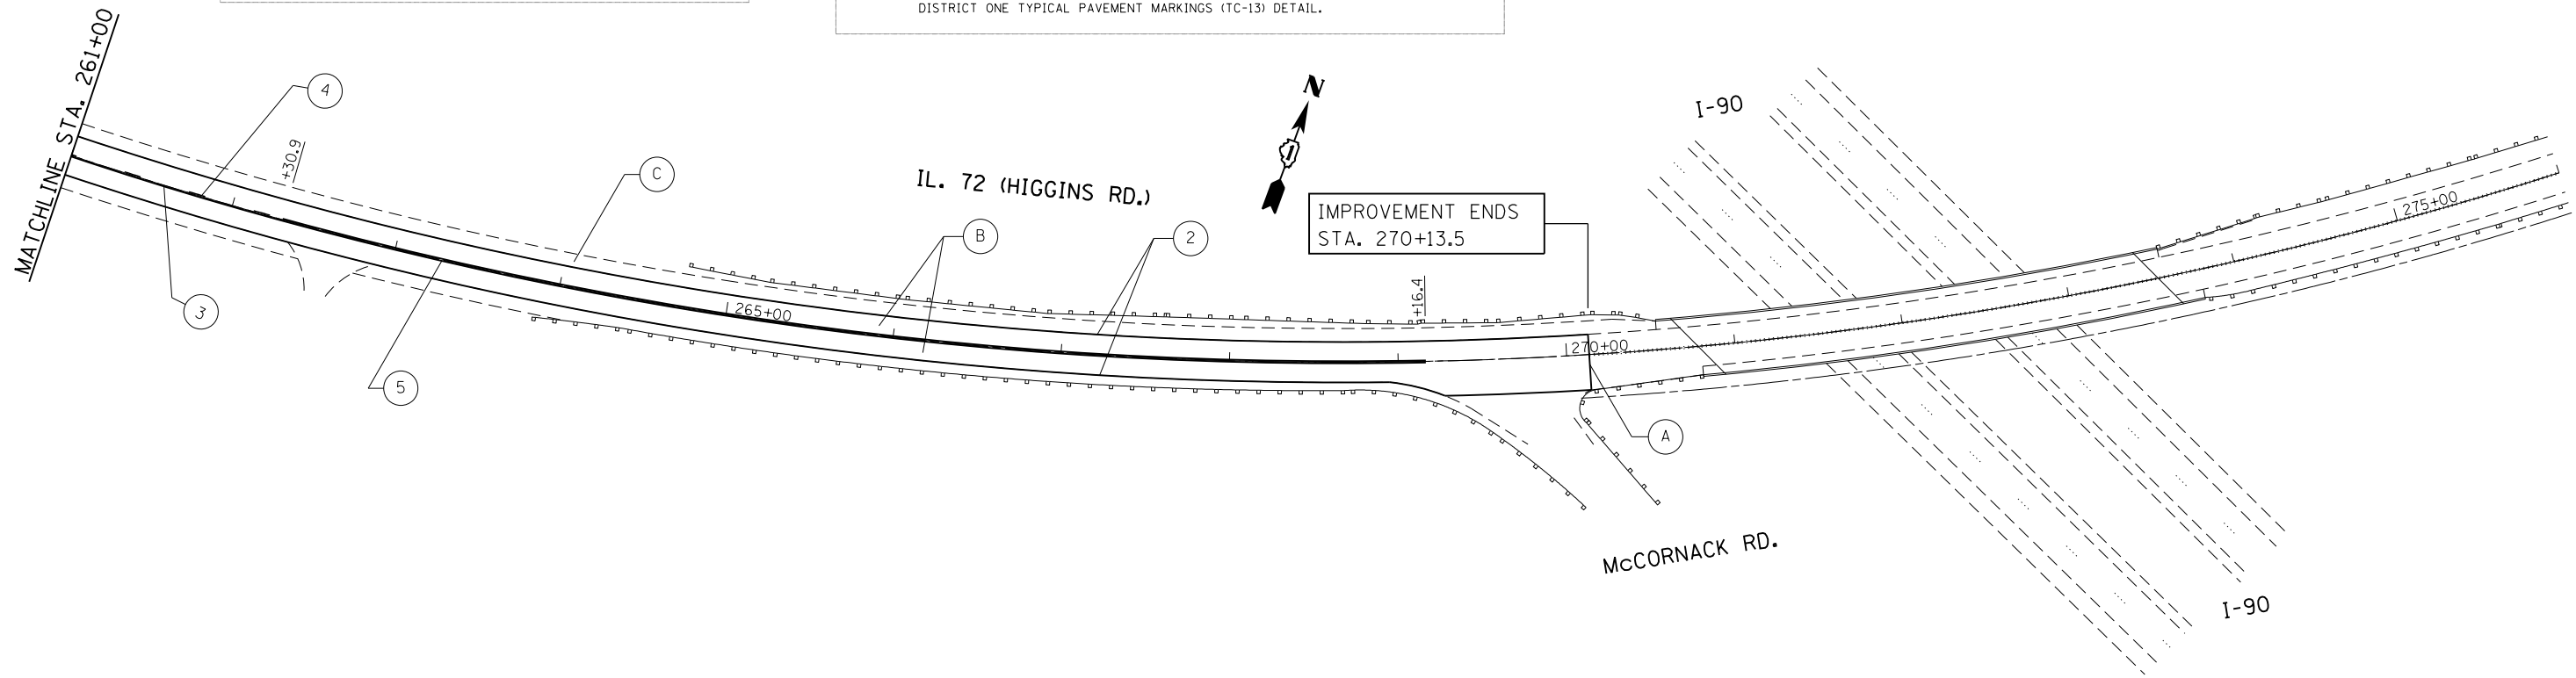 DISTRICT ONE TYPICAL PAVEMENT MARKINGS (TC-13) DETAIL.
MATCHLINE STA. 261+00
4
+30.9
C
IL. 72 (HIGGINS RD.)
B
2
N
1
IMPROVEMENT ENDS
STA. 270+13.5
I-90
275+00
3
265+00
+16.4
270+00
5
A
McCORNACK RD.
I-90